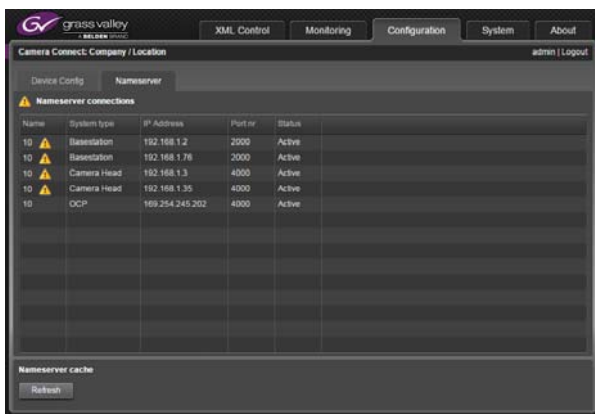 GV grass valley
A BELDEN BRAND
XML Control Monitoring Configuration System About
Camera Connect: Company / Location admin | Logout
Device Config Nameserver
Nameserver connections
Name System type IP Address Port nr Status
10 Basestation 192.168.1.2 2000 Active
10 Basestation 192.168.1.76 2000 Active
10 Camera Head 192.168.1.3 4000 Active
10 Camera Head 192.168.1.35 4000 Active
10 OCP 169.254.245.202 4000 Active
Nameserver cache
Refresh